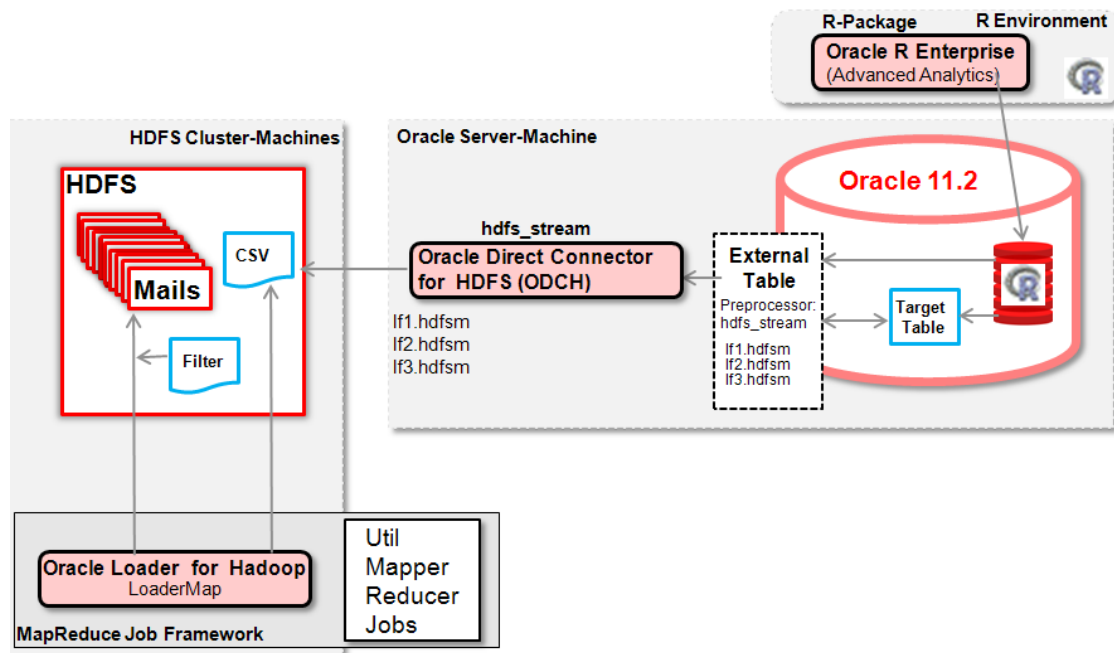 R-Package
R Environment
Oracle R Enterprise
(Advanced Analytics)
R
HDFS Cluster-Machines
HDFS
Mails
CSV
Filter
Oracle Server-Machine
Oracle 11.2
hdfs_stream
Oracle Direct Connector
for HDFS (ODCH)
lf1.hdfsm
lf2.hdfsm
lf3.hdfsm
External
Table
Preprocessor:
hdfs_stream
lf1.hdfsm
lf2.hdfsm
lf3.hdfsm
Target
Table
R
Oracle Loader for Hadoop
LoaderMap
MapReduce Job Framework
Util
Mapper
Reducer
Jobs